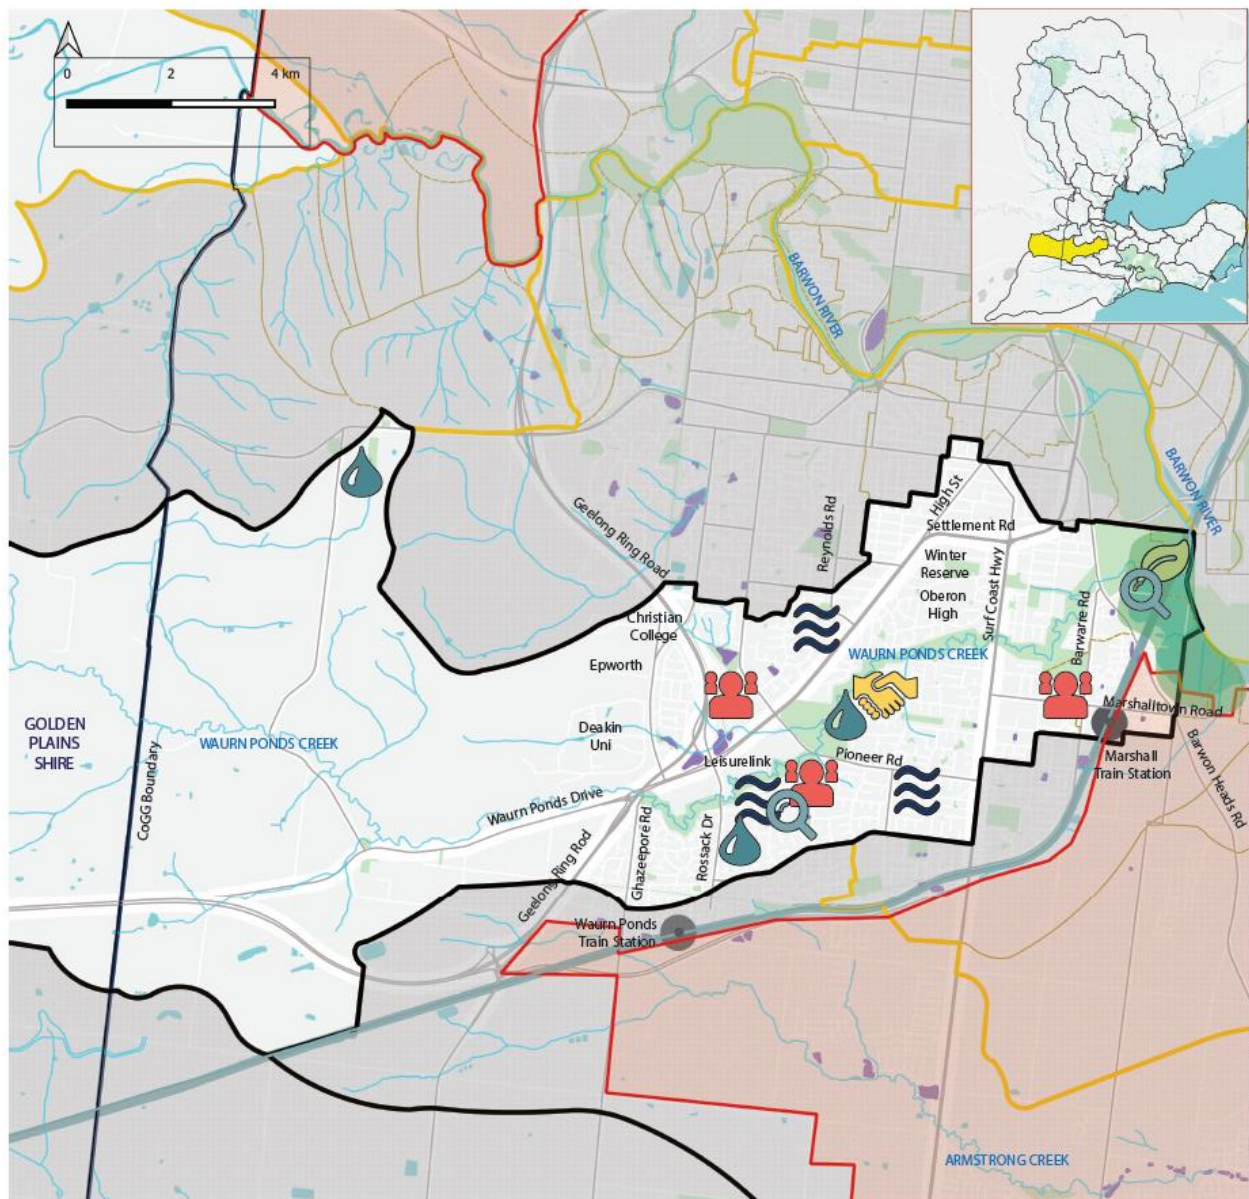 0 2 4 km
BARWON RIVER
BARWON RIVER
High St
Geelong Ring Road
Reynolds Rd
Settlement Rd
Winter
Reserve
Surf Coast Hwy
Oberon
High
Barwarre Rd
Christian
College
WAURN PONDS CREEK
Epworth
Marshalltown Road
GOLDEN
PLAINS
SHIRE
WAURN PONDS CREEK
CoGG Boundary
Deakin
Uni
Leisurelink
Pioneer Rd
Marshall
Train Station
Barwon Heads Rd
Waurn Ponds Drive
Geelong Ring Rod
Ghazeepore Rd
Rossack Dr
Waurn Ponds
Train Station
ARMSTRONG CREEK